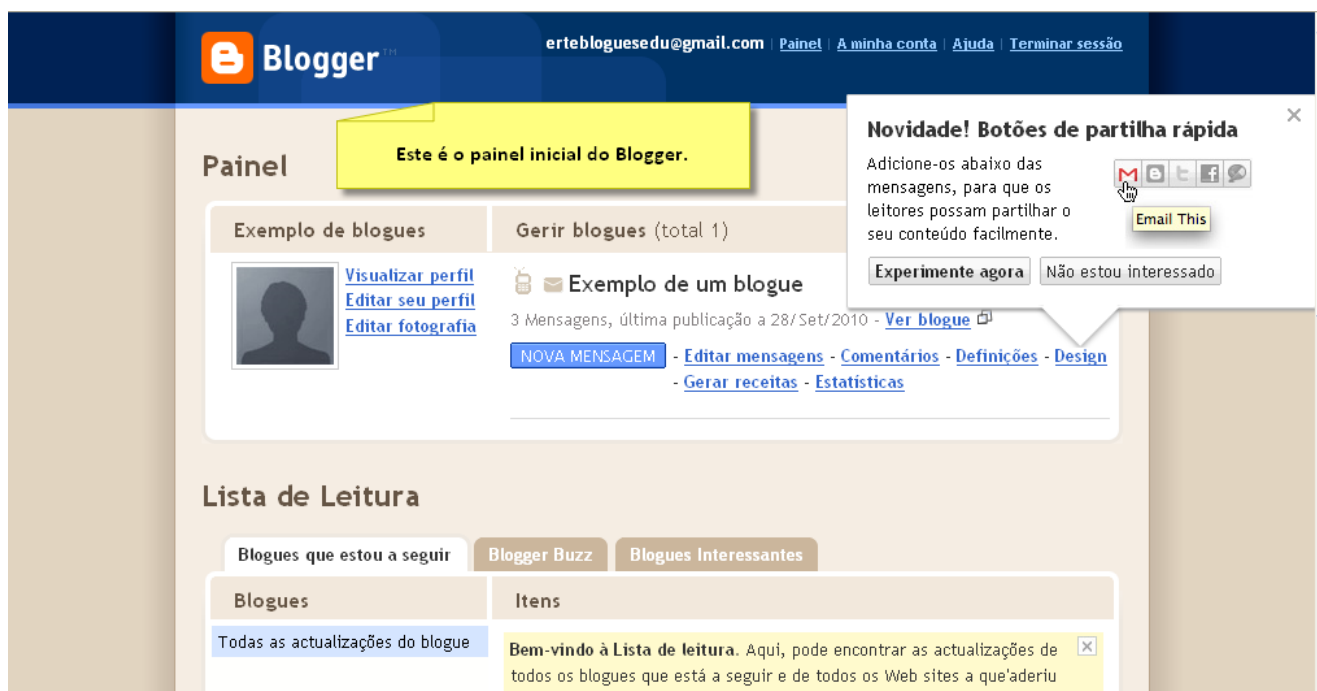 Blogger™
ertebloguesedu@gmail.com | Painel | A minha conta | Ajuda | Terminar sessão
Este é o painel inicial do Blogger.
Painel
Novidade! Botões de partilha rápida
Adicione-os abaixo das
mensagens, para que os
leitores possam partilhar o
seu conteúdo facilmente.
Email This
Experimente agora
Não estou interessado
Exemplo de blogues
Visualizar perfil
Editar seu perfil
Editar fotografia
Gerir blogues (total 1)
Exemplo de um blogue
3 Mensagens, última publicação a 28/Set/2010 - Ver blogue
NOVA MENSAGEM - Editar mensagens - Comentários - Definições - Design
- Gerar receitas - Estatísticas
Lista de Leitura
Blogues que estou a seguir
Blogger Buzz
Blogues Interessantes
Blogues
Todas as actualizações do blogue
Itens
Bem-vindo à Lista de leitura. Aqui, pode encontrar as actualizações de
todos os blogues que está a seguir e de todos os Web sites a que'aderiu